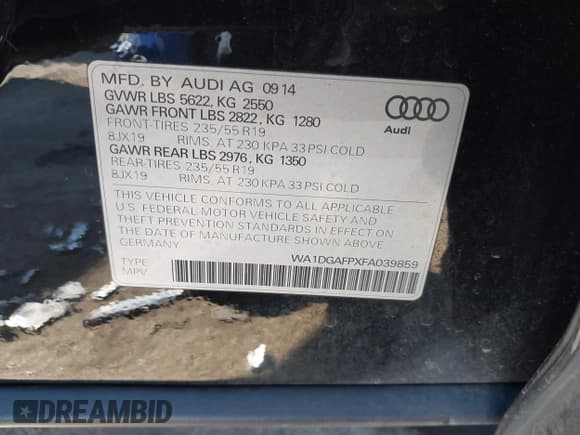 MFD. BY AUDI AG 09 14
GVWR LBS 5622, KG 2550
GAWR FRONT LBS 2822, KG 1280
FRONT-TIRES 235/55 R19
8JX19 RIMS, AT 230 KPA 33 PSI COLD
GAWR REAR LBS 2976, KG 1350
REAR-TIRES 235/55 R19
8JX19 RIMS, AT 230 KPA 33 PSI COLD
THIS VEHICLE CONFORMS TO ALL APPLICABLE
U.S. FEDERAL MOTOR VEHICLE SAFETY AND
THEFT PREVENTION STANDARDS IN EFFECT ON
THE DATE OF MANUFACTURE SHOWN ABOVE.
GERMANY
TYPE:
MPV
WA1DGAFPXFA039859
Audi
DREAMBID